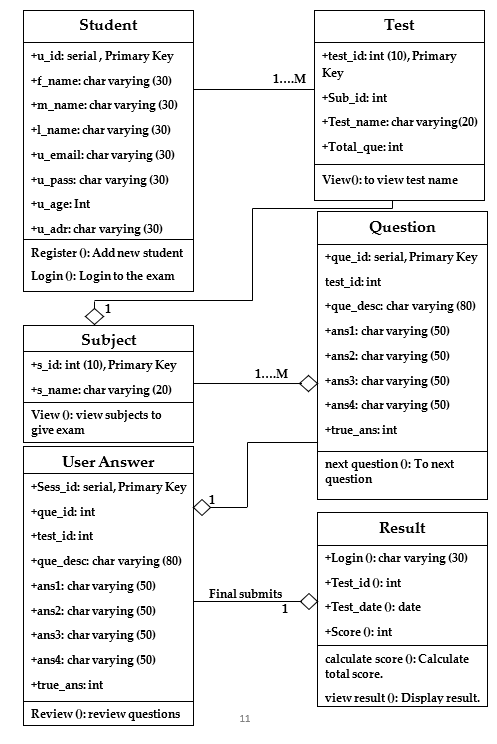 Student
+u_id: serial , Primary Key
+f_name: char varying (30)
+m_name: char varying (30)
+l_name: char varying (30)
+u_email: char varying (30)
+u_pass: char varying (30)
+u_age: Int
+u_adr: char varying (30)
Register (): Add new student
Login (): Login to the exam
1....M
Test
+test_id: int (10), Primary
Key
+Sub_id: int
+Test_name: char varying(20)
+Total_que: int
View(): to view test name
1
Subject
+s_id: int (10), Primary Key
+s_name: char varying (20)
View (): view subjects to
give exam
1....M
Question
+que_id: serial, Primary Key
test_id: int
+que_desc: char varying (80)
+ans1: char varying (50)
+ans2: char varying (50)
+ans3: char varying (50)
+ans4: char varying (50)
+true_ans: int
next question (): To next
question
User Answer
+Sess_id: serial, Primary Key
+que_id: int
+test_id: int
+que_desc: char varying (80)
+ans1: char varying (50)
+ans2: char varying (50)
+ans3: char varying (50)
+ans4: char varying (50)
+true_ans: int
Review (): review questions
1
Final submits
1
Result
+Login (): char varying (30)
+Test_id (): int
+Test_date (): date
+Score (): int
calculate score (): Calculate
total score.
view result (): Display result.
11